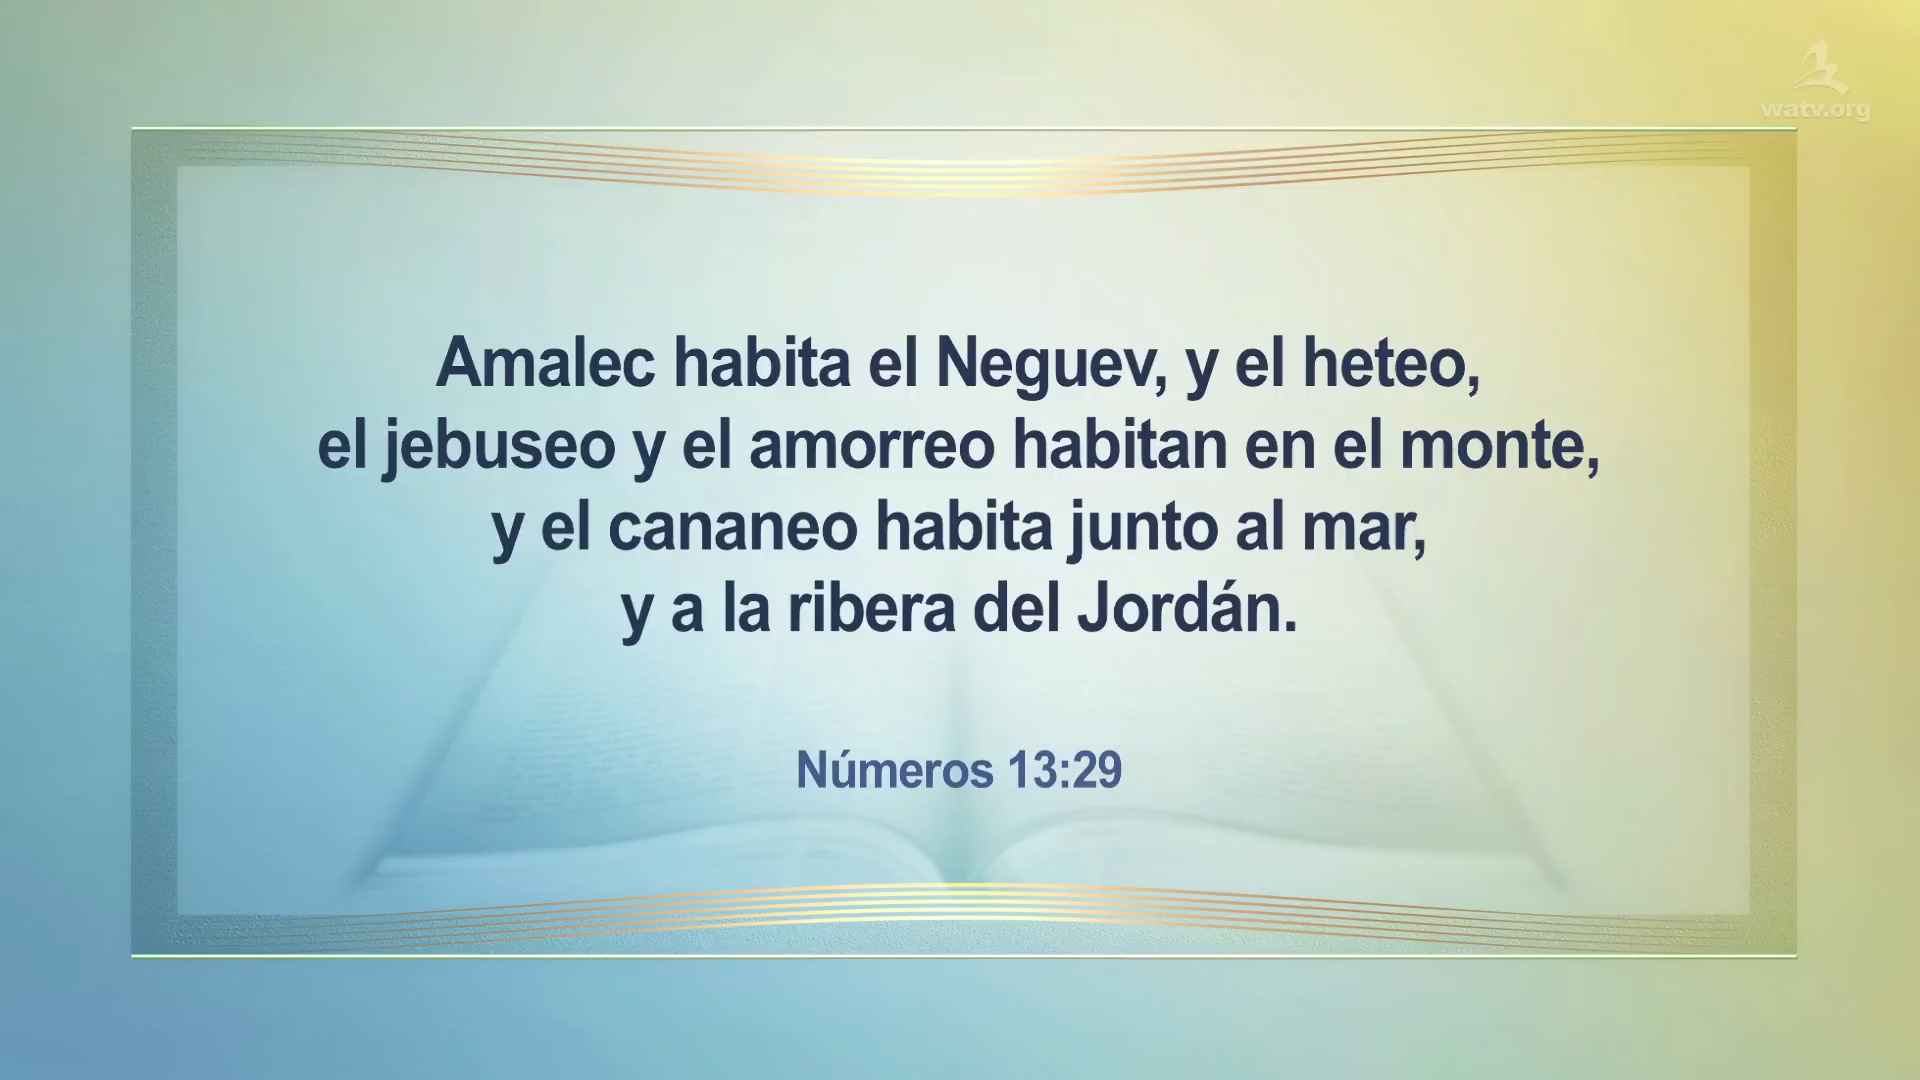 watv.org
Amalec habita el Neguev, y el heteo,
el jebuseo y el amorreo habitan en el monte,
y el cananeo habita junto al mar,
y a la ribera del Jordán.
Números 13:29